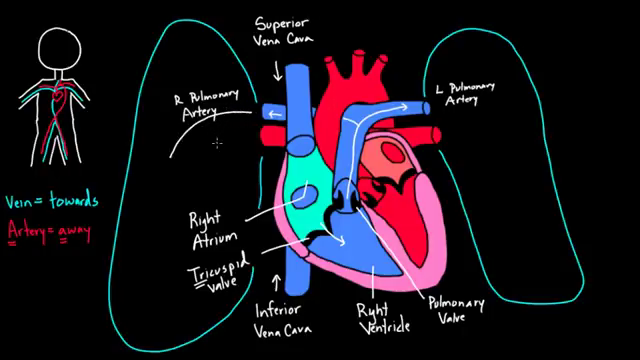 Superior
Vena Cava
R Pulmonary
Artery
L Pulmonary
Artery
Vein = towards
Artery = away
Right
Atrium
Tricuspid
valve
Inferior
Vena Cava
Right
Ventricle
Pulmonary
Valve